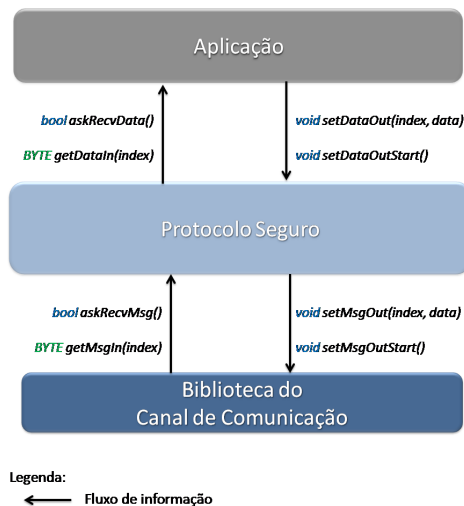 Aplicação
bool askRecvData()
void setDataOut(index, data)
BYTE getDataIn(index)
void setDataOutStart()
Protocolo Seguro
bool askRecvMsg()
void setMsgOut(index, data)
BYTE getMsgIn(index)
void setMsgOutStart()
Biblioteca do
Canal de Comunicação
Legenda:
Fluxo de informação